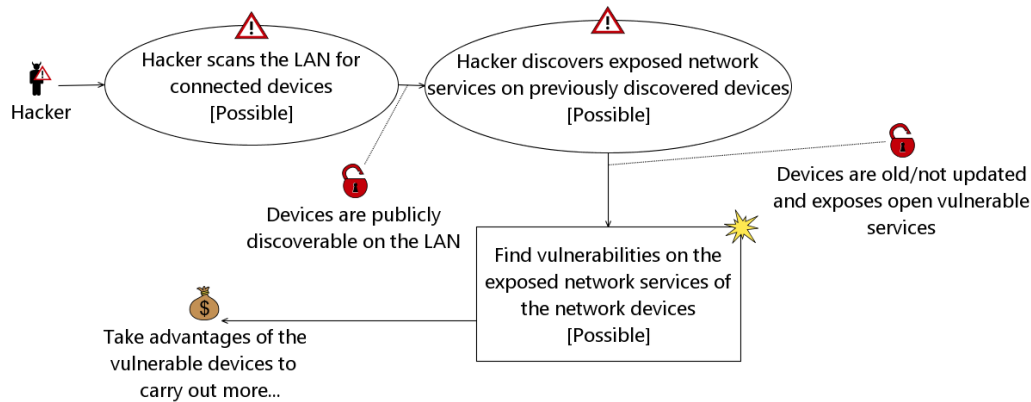 Hacker
Hacker scans the LAN for
connected devices
[Possible]
Hacker discovers exposed network
services on previously discovered devices
[Possible]
Devices are publicly
discoverable on the LAN
Devices are old/not updated
and exposes open vulnerable
services
Find vulnerabilities on the
exposed network services of
the network devices
[Possible]
$
Take advantages of the
vulnerable devices to
carry out more...